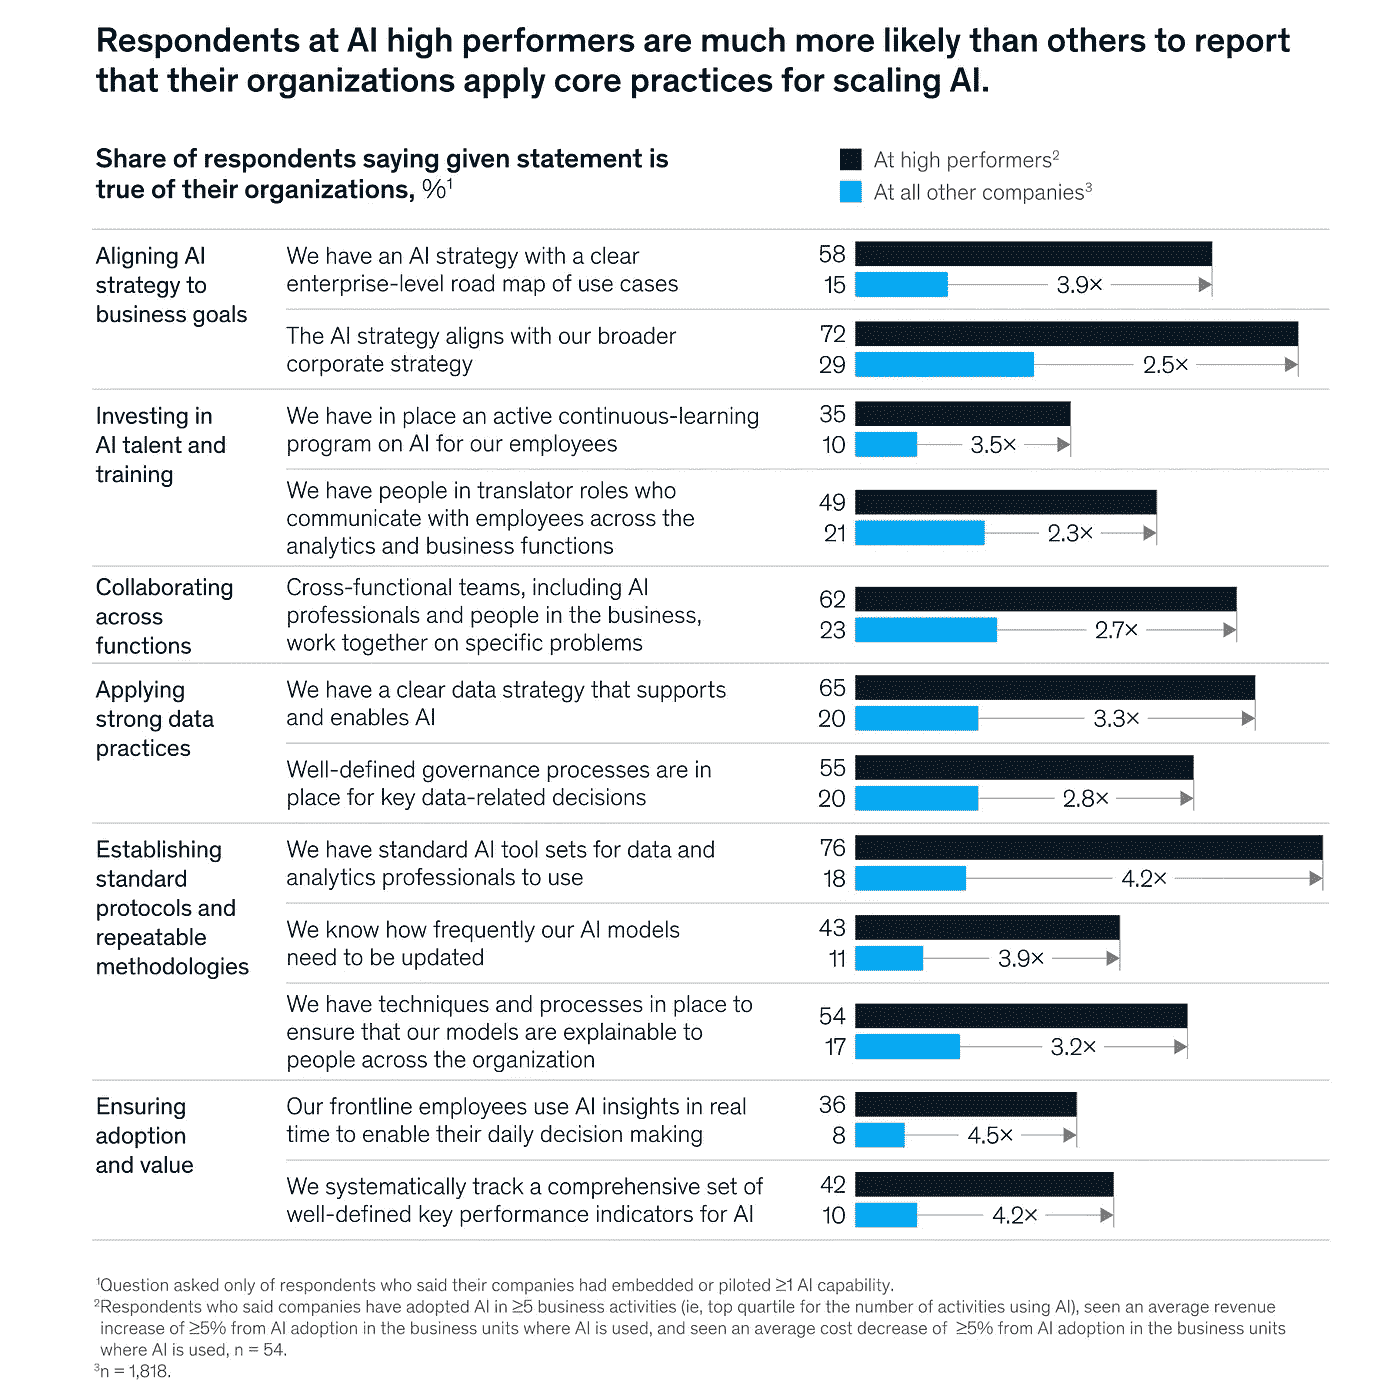 Respondents at AI high performers are much more likely than others to report
that their organizations apply core practices for scaling AI.
Share of respondents saying given statement is
true of their organizations, %¹
At high performers²
At all other companies³
Aligning AI
strategy to
business goals
We have an AI strategy with a clear
enterprise-level road map of use cases
58
15
3.9×
The AI strategy aligns with our broader
corporate strategy
72
29
2.5×
Investing in
AI talent and
training
We have in place an active continuous-learning
program on AI for our employees
35
10
3.5×
We have people in translator roles who
communicate with employees across the
analytics and business functions
49
21
2.3×
Collaborating
across
functions
Cross-functional teams, including AI
professionals and people in the business,
work together on specific problems
62
23
2.7×
Applying
strong data
practices
We have a clear data strategy that supports
and enables AI
65
20
3.3×
Well-defined governance processes are in
place for key data-related decisions
55
20
2.8×
Establishing
standard
protocols and
repeatable
methodologies
We have standard AI tool sets for data and
analytics professionals to use
76
18
4.2×
We know how frequently our AI models
need to be updated
43
11
3.9×
We have techniques and processes in place to
ensure that our models are explainable to
people across the organization
54
17
3.2×
Ensuring
adoption
and value
Our frontline employees use AI insights in real
time to enable their daily decision making
36
8
4.5×
We systematically track a comprehensive set of
well-defined key performance indicators for AI
42
10
4.2×
¹Question asked only of respondents who said their companies had embedded or piloted ≥1 AI capability.
²Respondents who said companies have adopted AI in ≥5 business activities (ie, top quartile for the number of activities using AI), seen an average revenue
increase of ≥5% from AI adoption in the business units where AI is used, and seen an average cost decrease of ≥5% from AI adoption in the business units
where AI is used, n = 54.
³n = 1,818.